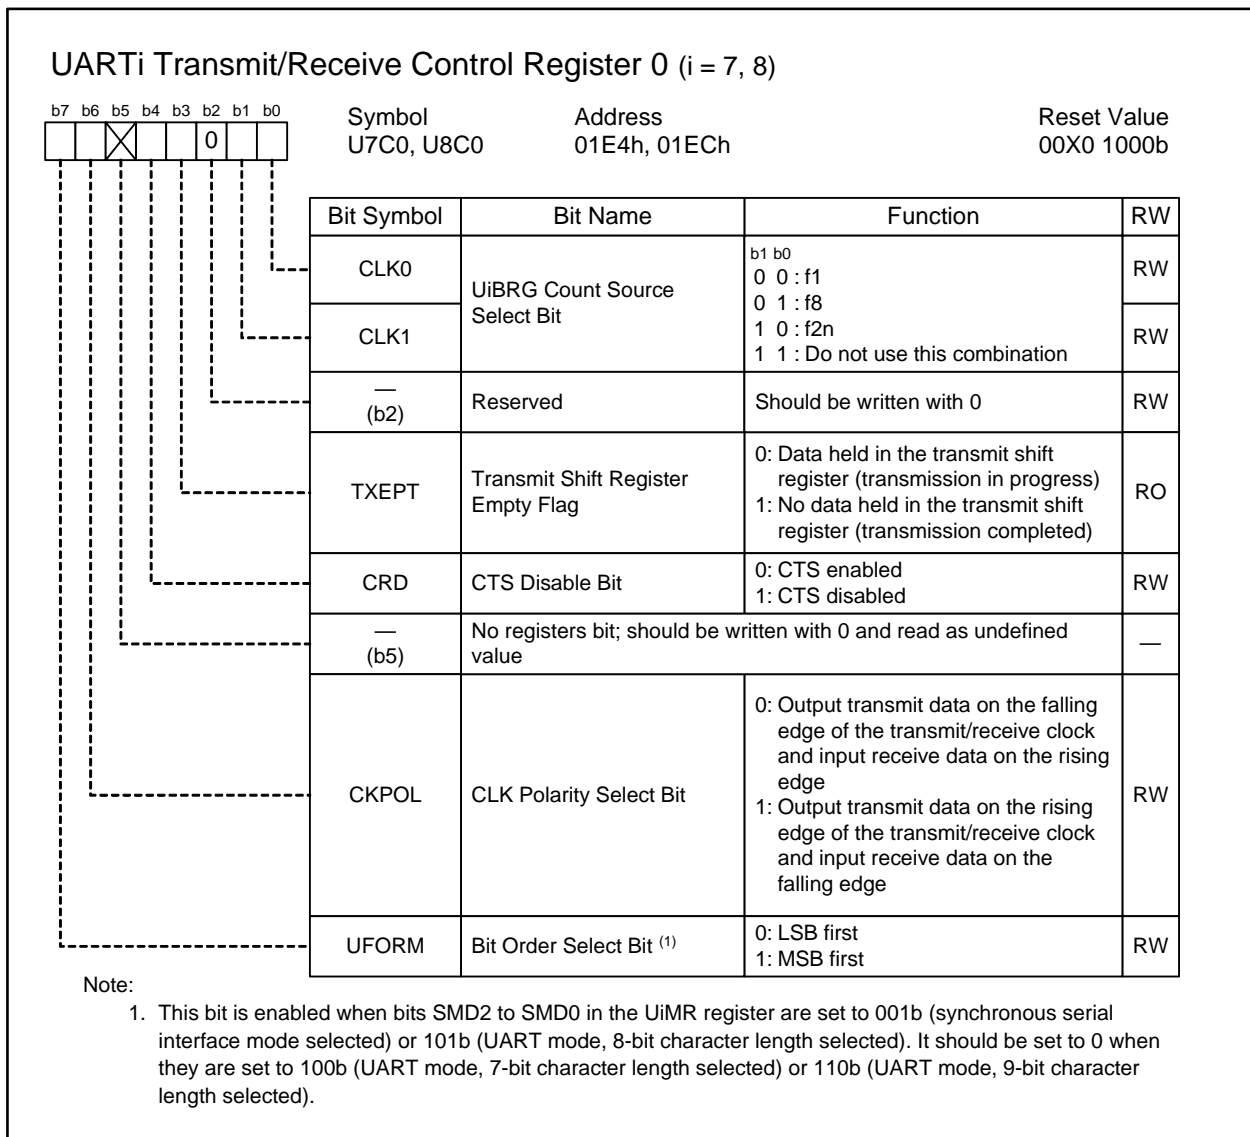 UARTi Transmit/Receive Control Register 0 (i = 7, 8)
b7 b6 b5 b4 b3 b2 b1 b0
0
Symbol Address Reset Value
U7C0, U8C0 01E4h, 01ECh 00X0 1000b
Bit Symbol Bit Name Function RW
CLK0
CLK1
UiBRG Count Source
Select Bit
b1 b0
0 0 : f1
0 1 : f8
1 0 : f2n
1 1 : Do not use this combination
RW
RW
—
(b2)
Reserved
Should be written with 0
RW
TXEPT
Transmit Shift Register
Empty Flag
0: Data held in the transmit shift
register (transmission in progress)
1: No data held in the transmit shift
register (transmission completed)
RO
CRD
CTS Disable Bit
0: CTS enabled
1: CTS disabled
RW
—
(b5)
No registers bit; should be written with 0 and read as undefined
value
—
CKPOL
CLK Polarity Select Bit
0: Output transmit data on the falling
edge of the transmit/receive clock
and input receive data on the rising
edge
1: Output transmit data on the rising
edge of the transmit/receive clock
and input receive data on the
falling edge
RW
UFORM
Bit Order Select Bit (1)
0: LSB first
1: MSB first
RW
Note:
1. This bit is enabled when bits SMD2 to SMD0 in the UiMR register are set to 001b (synchronous serial
interface mode selected) or 101b (UART mode, 8-bit character length selected). It should be set to 0 when
they are set to 100b (UART mode, 7-bit character length selected) or 110b (UART mode, 9-bit character
length selected).